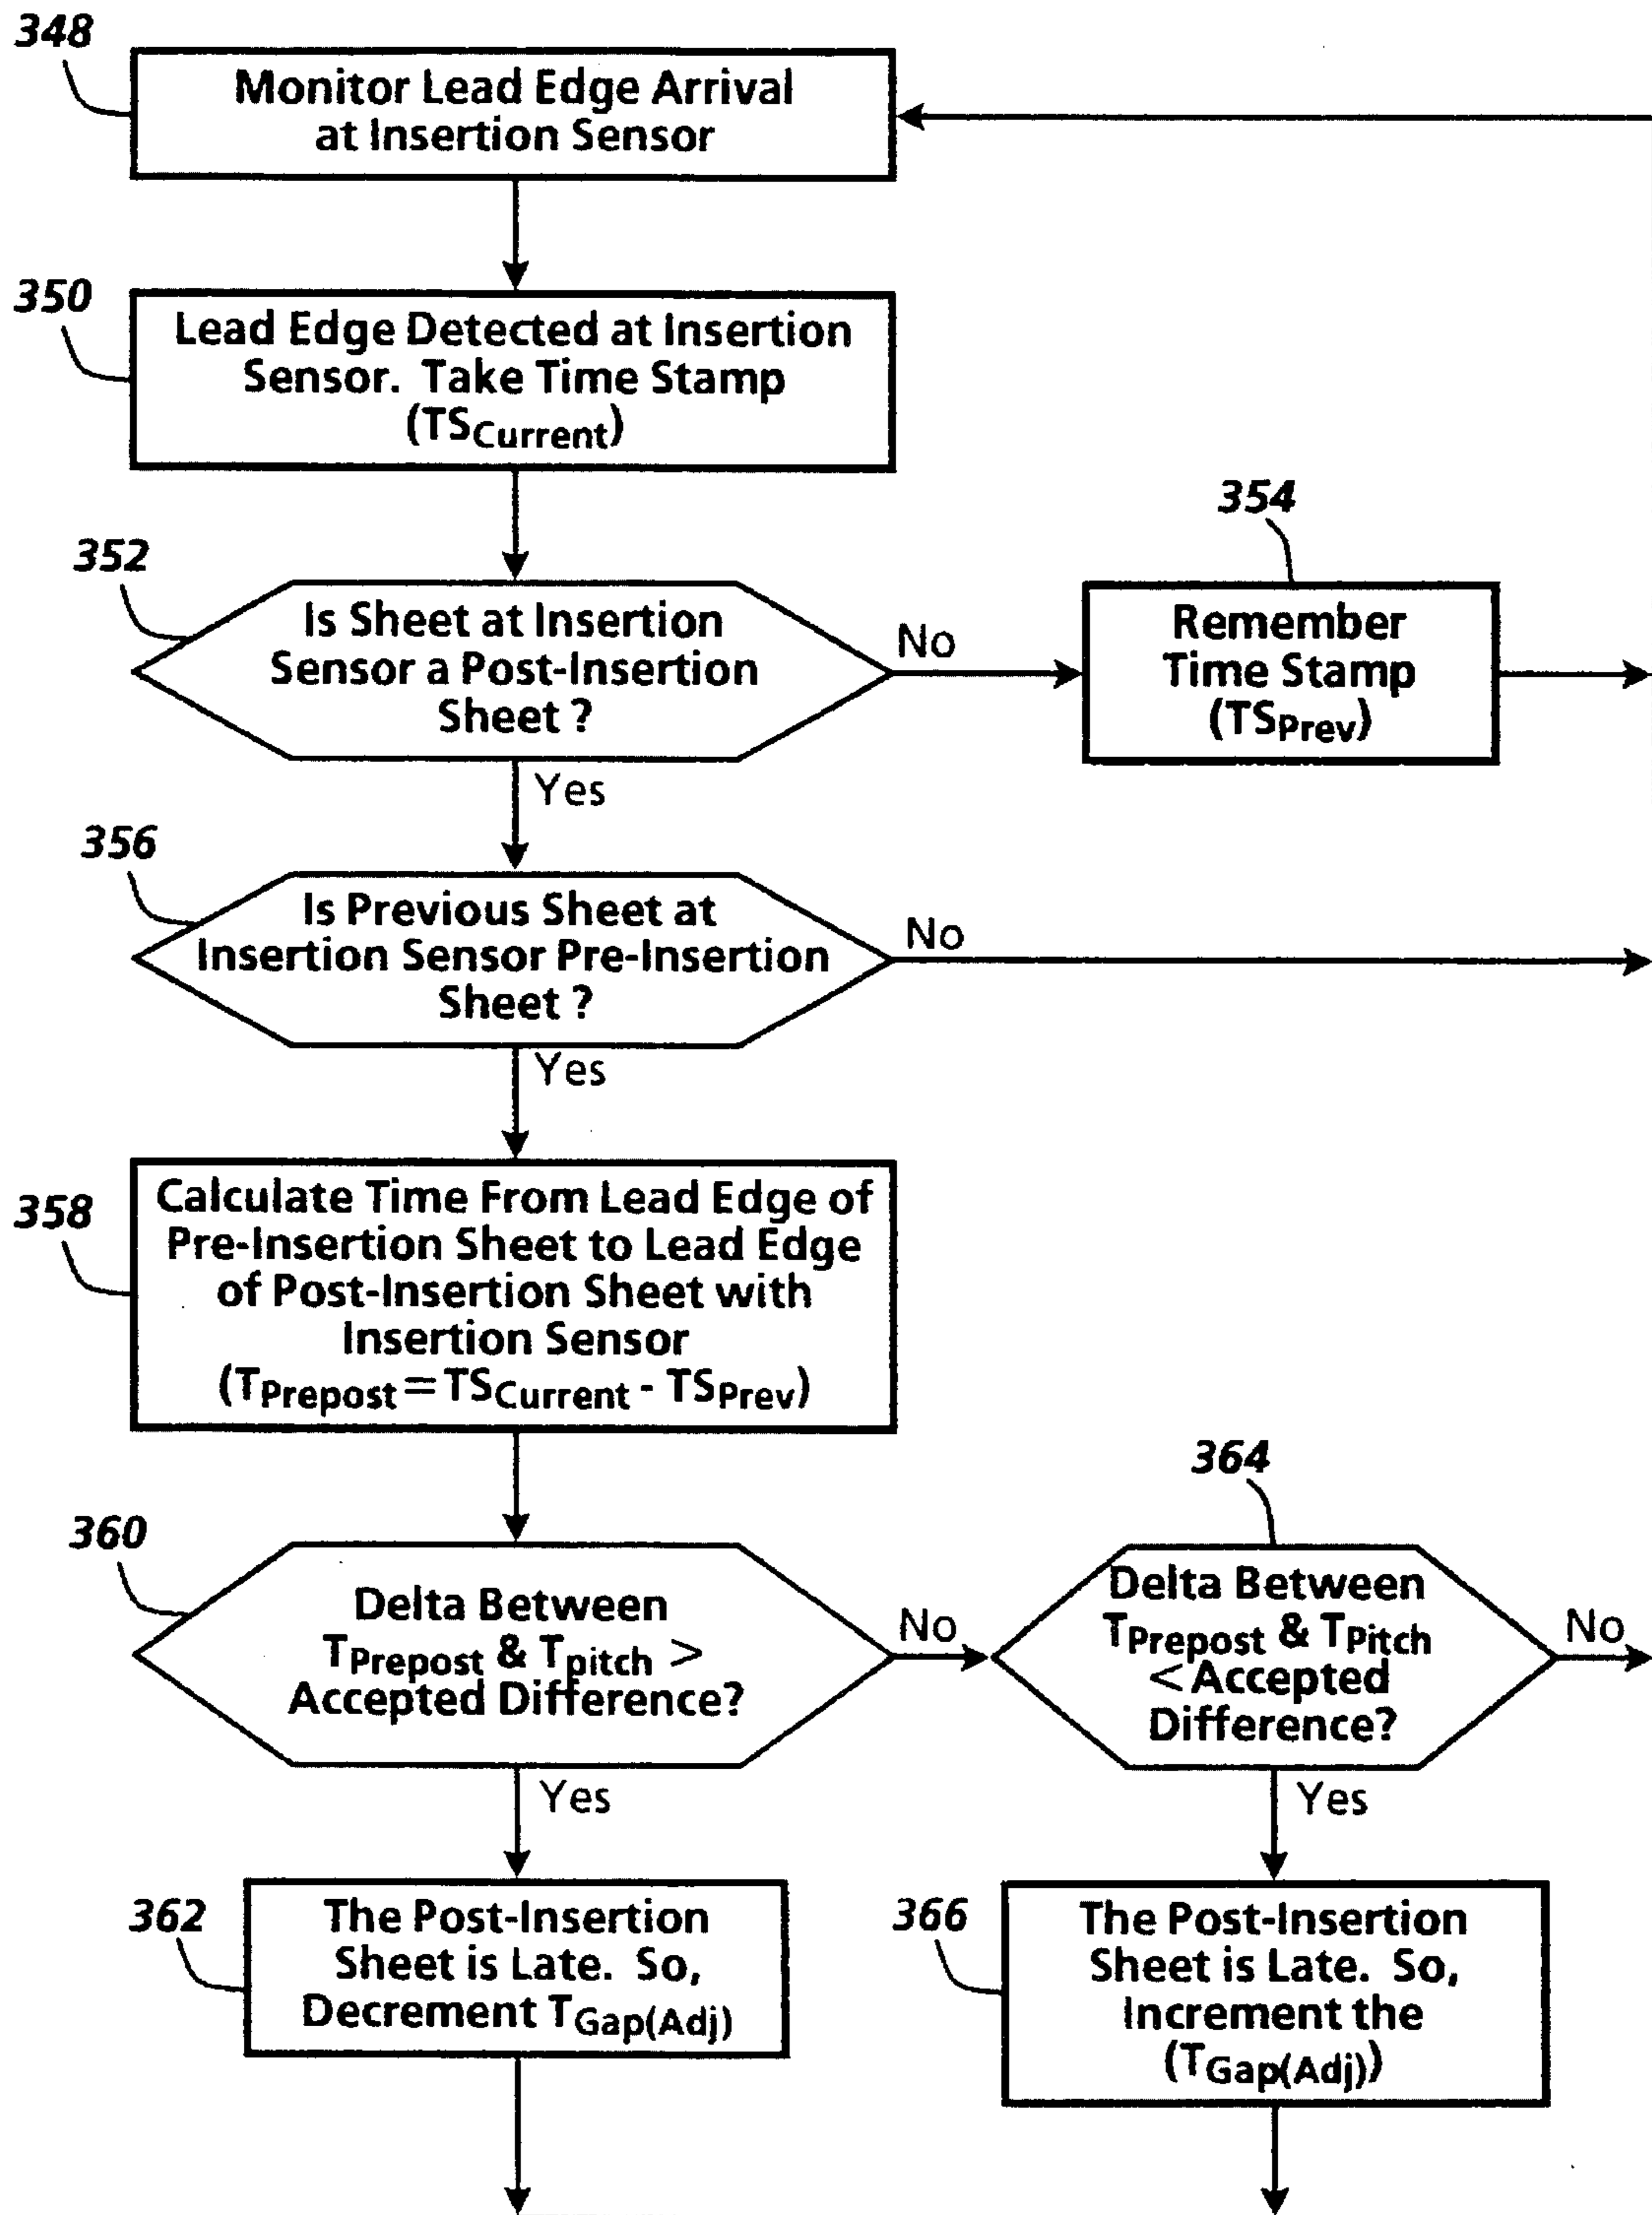 348
Monitor Lead Edge Arrival
at Insertion Sensor
350
Lead Edge Detected at Insertion
Sensor. Take Time Stamp
(TSCurrent)
352
Is Sheet at Insertion
Sensor a Post-Insertion
Sheet ?
No
354
Remember
Time Stamp
(TSPrev)
Yes
356
Is Previous Sheet at
Insertion Sensor Pre-Insertion
Sheet ?
No
Yes
358
Calculate Time From Lead Edge of
Pre-Insertion Sheet to Lead Edge
of Post-Insertion Sheet with
Insertion Sensor
(TPrepost = TSCurrent - TSPrev)
360
Delta Between
TPrepost & Tpitch >
Accepted Difference?
No
364
Delta Between
TPrepost & TPitch
< Accepted
Difference?
No
Yes
Yes
362
The Post-Insertion
Sheet is Late. So,
Decrement TGap(Adj)
366
The Post-Insertion
Sheet is Late. So,
Increment the
(TGap(Adj))